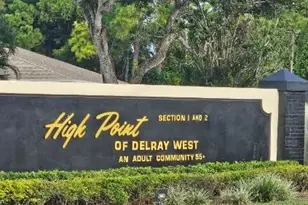 High Point SECTION 1 AND 2
OF DELRAY WEST
AN ADULT COMMUNITY 55+